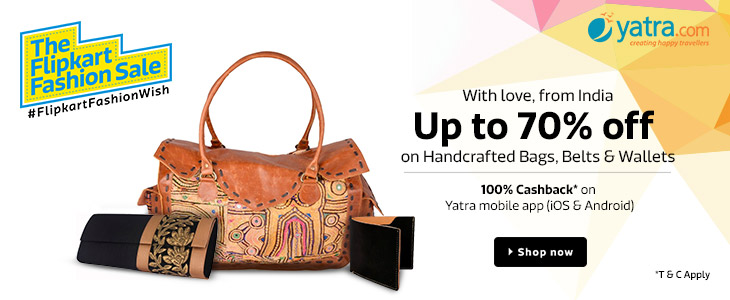 The
Flipkart
Fashion Sale
#FlipkartFashionWish
yatra.com
creating happy travellers
With love, from India
Up to 70% off
on Handcrafted Bags, Belts & Wallets
100% Cashback* on
Yatra mobile app (iOS & Android)
Shop now
*T & C Apply